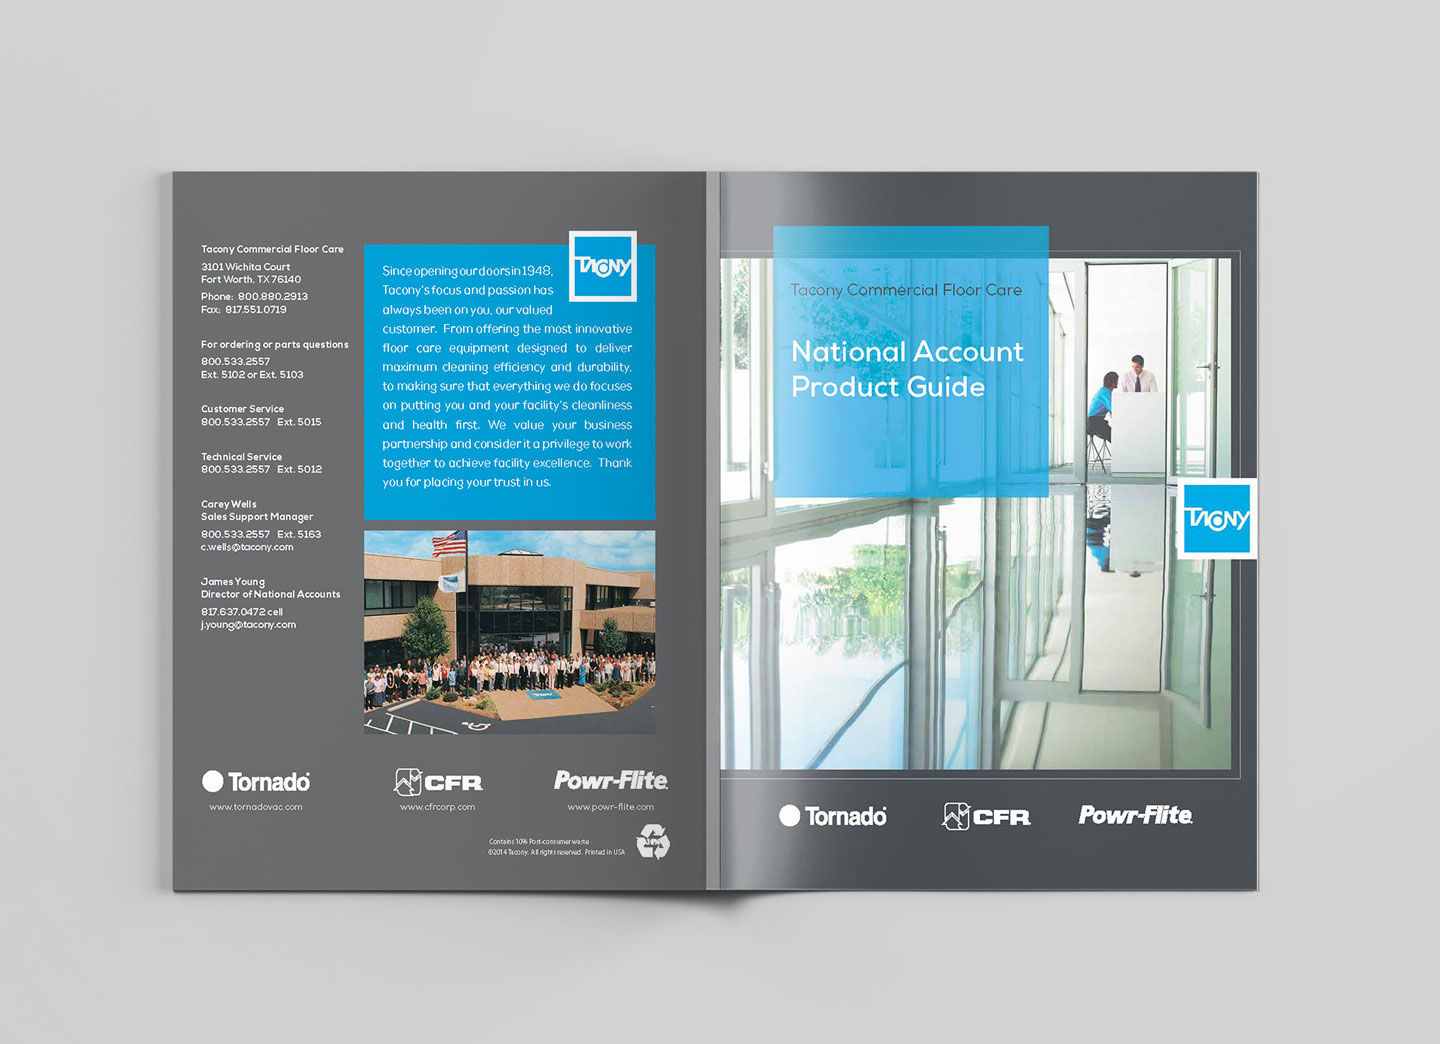 Tacony Commercial Floor Care
3101 Wichita Court
Fort Worth, TX 76140
Phone: 800.880.2913
Fax: 817.551.0719
For ordering or parts questions
800.533.2557
Ext. 5102 or Ext. 5103
Customer Service
800.533.2557 Ext. 5015
Technical Service
800.533.2557 Ext. 5012
Carey Wells
Sales Support Manager
800.533.2557 Ext. 5163
c.wells@tacony.com
James Young
Director of National Accounts
817.637.0472 cell
j.young@tacony.com
TACONY
Since opening our doors in 1948,
Tacony's focus and passion has
always been on you, our valued
customer. From offering the most innovative
floor care equipment designed to deliver
maximum cleaning efficiency and durability,
to making sure that everything we do focuses
on putting you and your facility's cleanliness
and health first. We value your business
partnership and consider it a privilege to work
together to achieve facility excellence. Thank
you for placing your trust in us.
TACONY
Tornado
www.tornadovac.com
CFR
www.cfrcorp.com
Powr-Flite
www.powr-flite.com
Contains 10% Post-consumer waste
©2014 Tacony. All rights reserved. Printed in USA
Tacony Commercial Floor Care
National Account
Product Guide
TACONY
Tornado
CFR
Powr-Flite